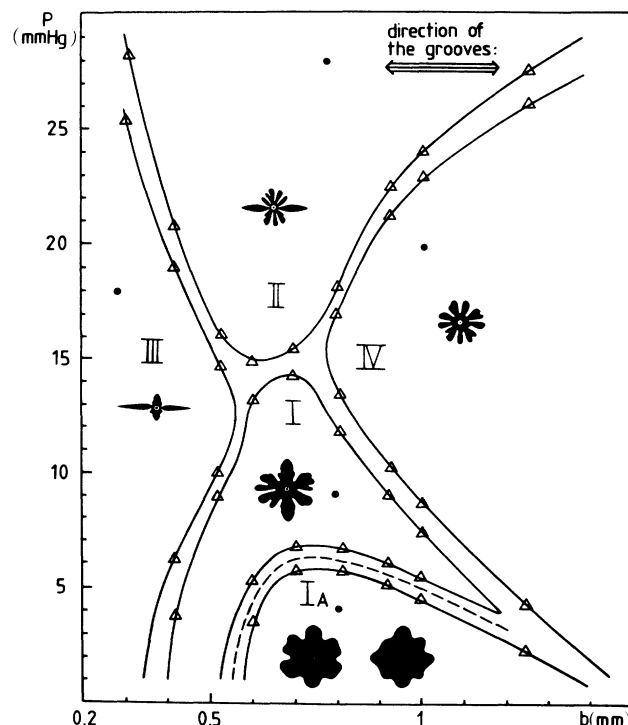 P
(mmHg)
direction of
the grooves:
25
20
II
III
IV
15
I
10
5
IA
0.2
0.5
1
b(mm)